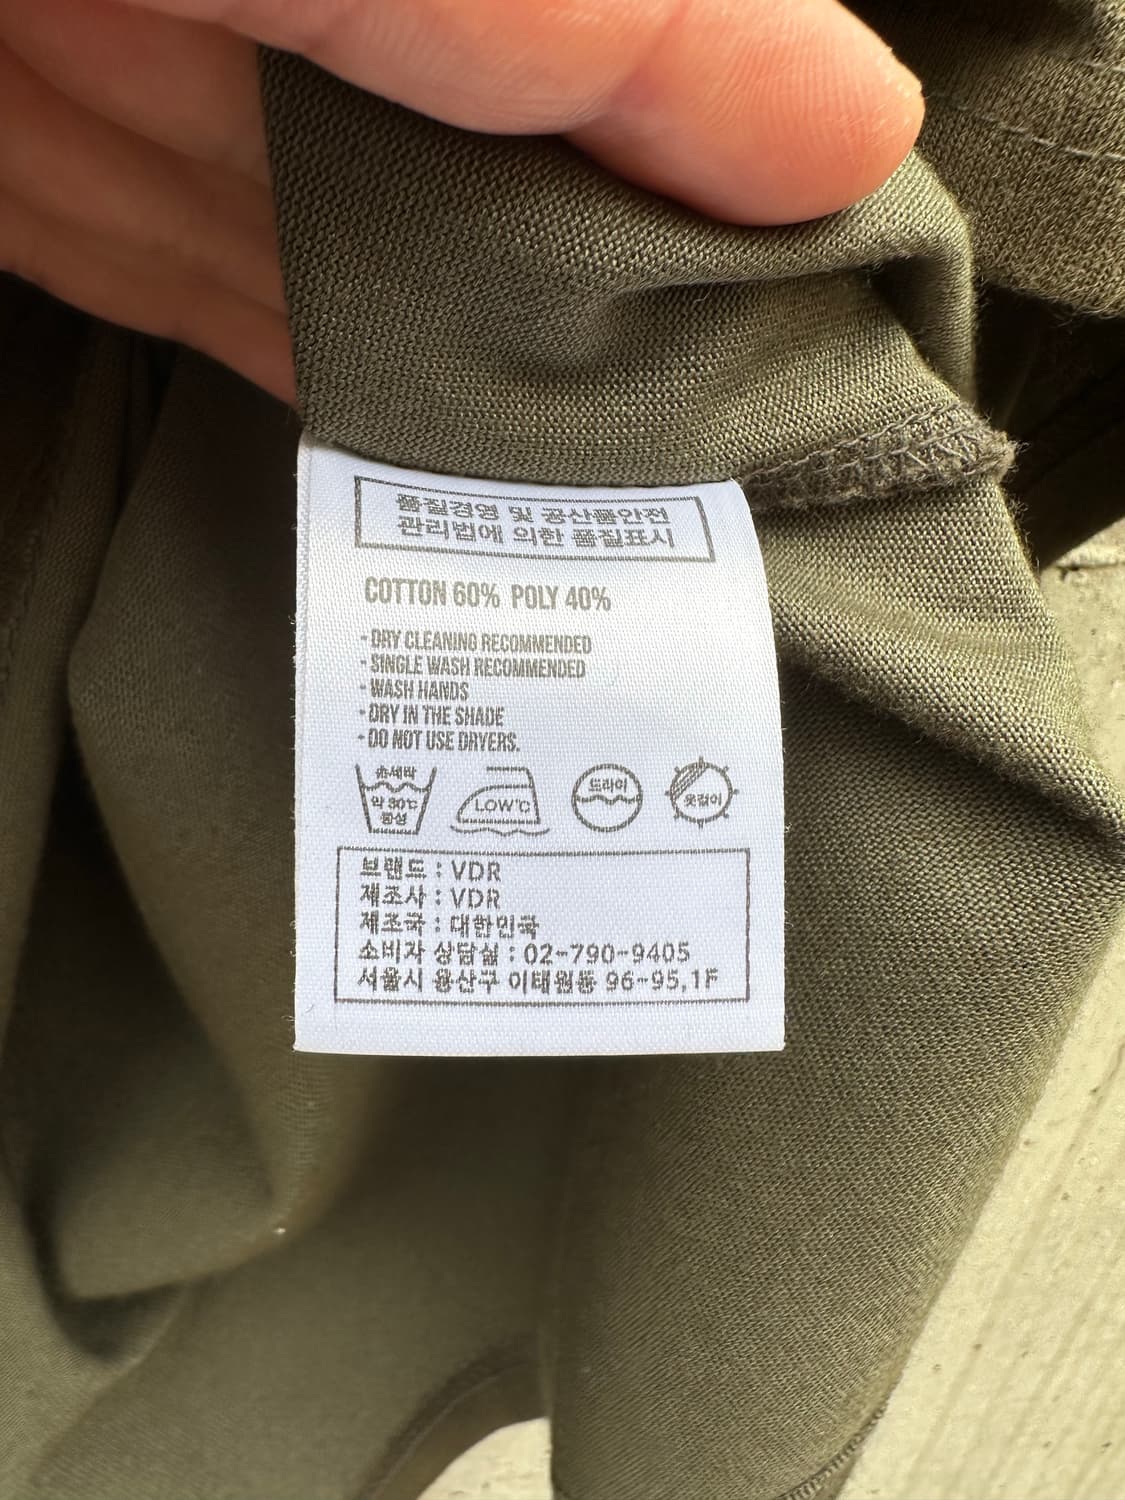 품질경영 및 공산품안전
관리법에 의한 품질표시
COTTON 60% POLY 40%
- DRY CLEANING RECOMMENDED
- SINGLE WASH RECOMMENDED
- WASH HANDS
- DRY IN THE SHADE
- DO NOT USE DRYERS.
손세탁
약 30℃
중성
LOW℃
드라이
옷걸이
브랜드 : VDR
제조사 : VDR
제조국 : 대한민국
소비자 상담실 : 02-790-9405
서울시 용산구 이태원동 96-95,1F